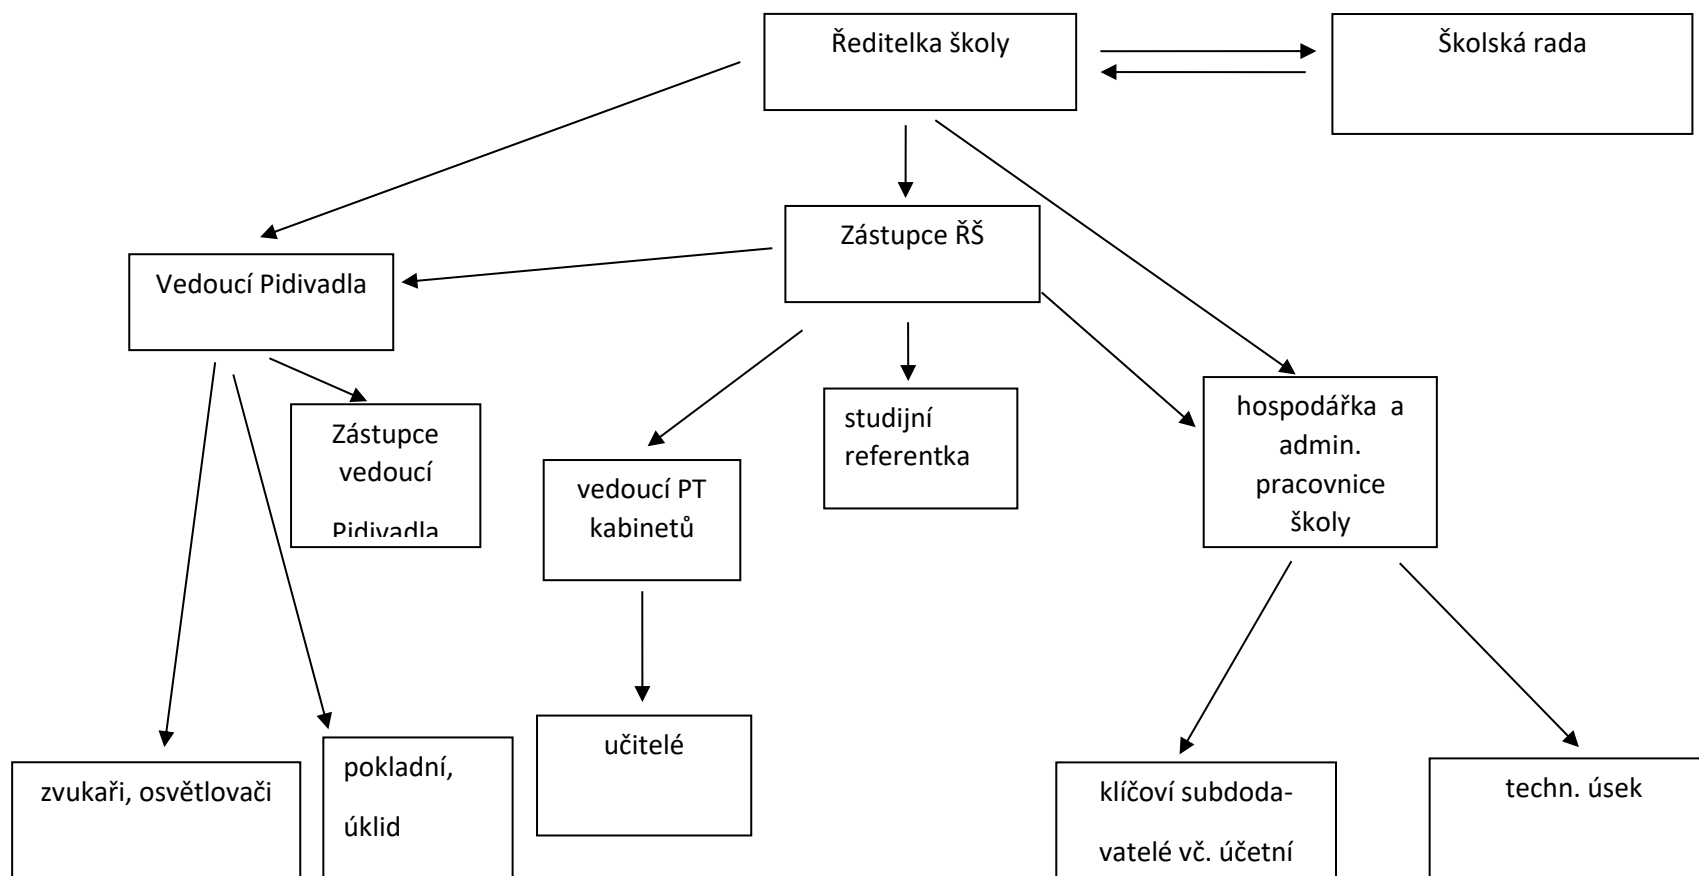 Ředitelka školy
Školská rada
Zástupce ŘŠ
Vedoucí Pidivadla
Zástupce
vedoucí
Pidivadla
vedoucí PT
kabinetů
studijní
referentka
hospodářka a
admin.
pracovnice
školy
zvukaři, osvětlovači
pokladní,
úklid
učitelé
klíčoví subdoda-
vatelé vč. účetní
techn. úsek